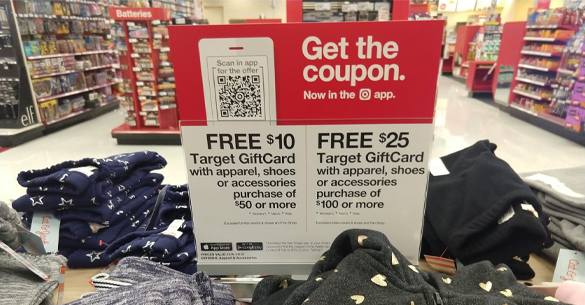 Batteries
elf
Scan in app
for the offer
Get the
coupon.
Now in the app.
FREE $10
Target GiftCard
with apparel, shoes
or accessories
purchase of
$50 or more
FREE $25
Target GiftCard
with apparel, shoes
or accessories
purchase of
$100 or more